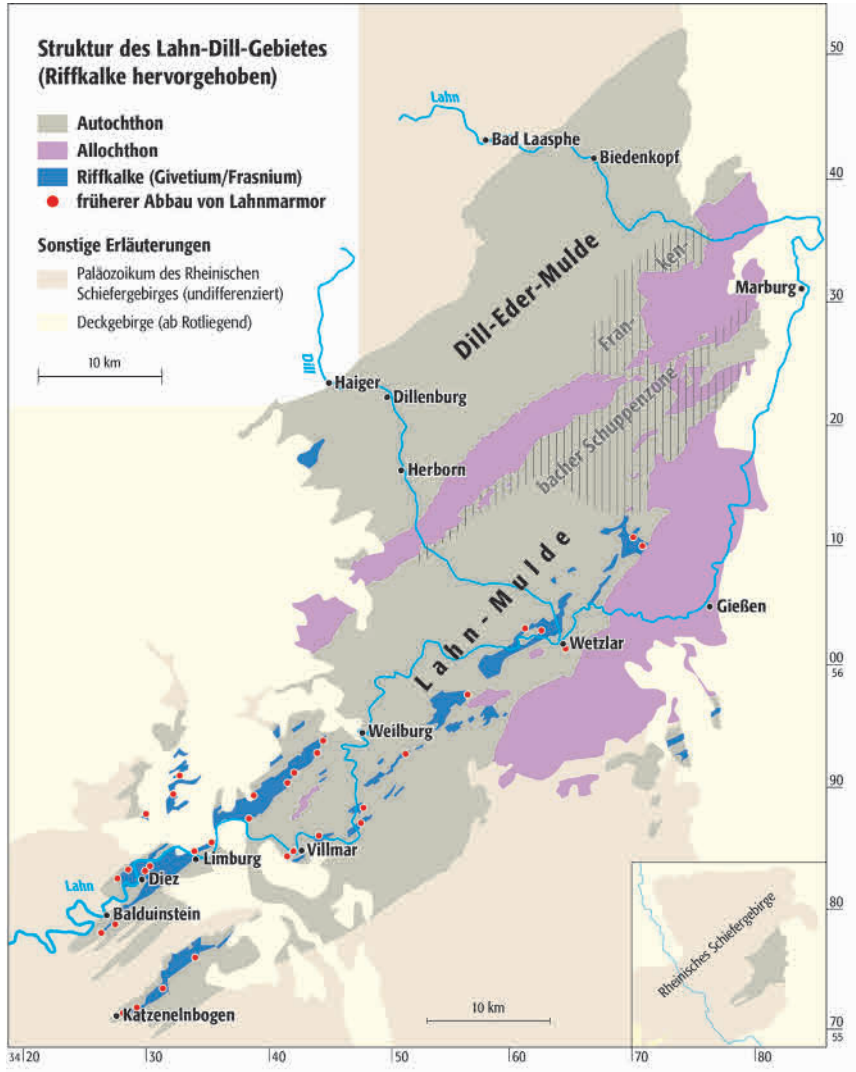 Struktur des Lahn-Dill-Gebietes
(Riffkalke hervorgehoben)
Autochthon
Allochthon
Riffkalke (Givetium/Frasnium)
früherer Abbau von Lahnmarmor
Sonstige Erläuterungen
Paläozoikum des Rheinischen
Schiefergebirges (undifferenziert)
Deckgebirge (ab Rotliegend)
10 km
Lahn
Bad Laasphe
Biedenkopf
Dill-Eder-Mulde
Fran-
ken-
bacher Schuppenzone
Marburg
Dill
Haiger
Dillenburg
Herborn
Lahn-Mulde
Gießen
Wetzlar
Weilburg
Villmar
Limburg
Diez
Lahn
Balduinstein
Katzenelnbogen
10 km
Rheinisches Schiefergebirge
50
40
30
20
10
00
56
90
80
70
55
34 20
30
40
50
60
70
80